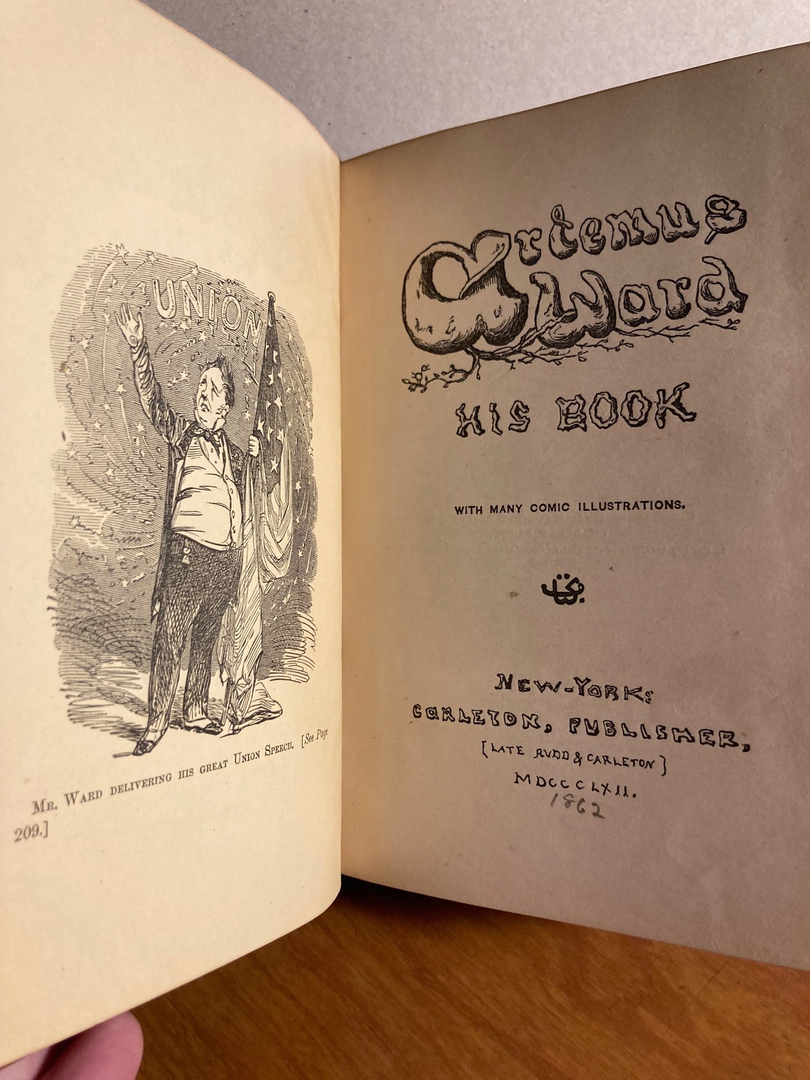 UNION
Mr. Ward delivering his great Union Speech. [See Page
209.]
Artemus
Ward
HIS BOOK
WITH MANY COMIC ILLUSTRATIONS.
NEW-YORK:
CARLETON, PUBLISHER,
[LATE RUDD & CARLETON]
MDCCCLXII.
1862